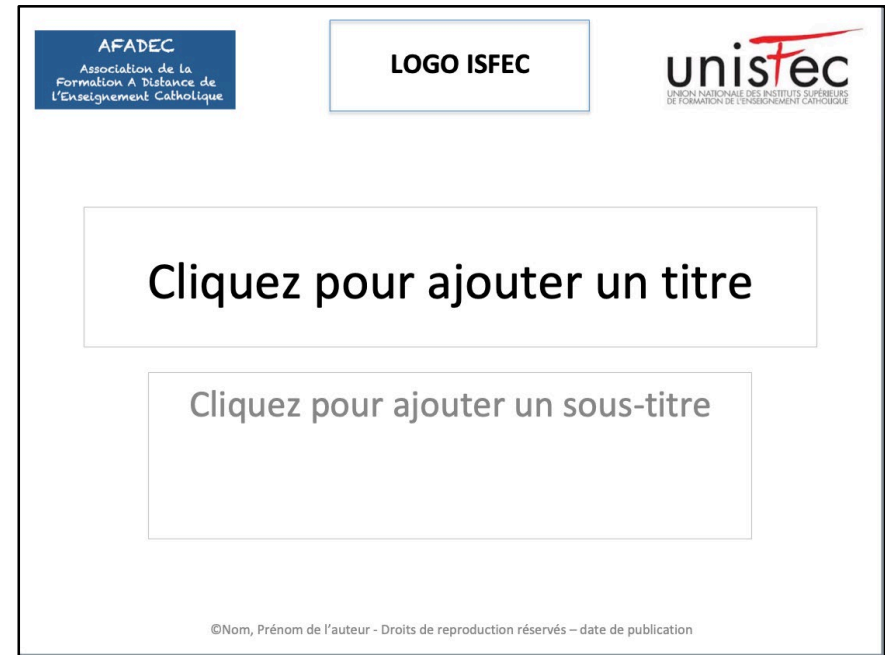 AFADEC
Association de la
Formation A Distance de
l'Enseignement Catholique
LOGO ISFEC
unisfec
UNION NATIONALE DES INSTITUTS SUPÉRIEURS
DE FORMATION DE L'ENSEIGNEMENT CATHOLIQUE
Cliquez pour ajouter un titre
Cliquez pour ajouter un sous-titre
©Nom, Prénom de l'auteur - Droits de reproduction réservés – date de publication